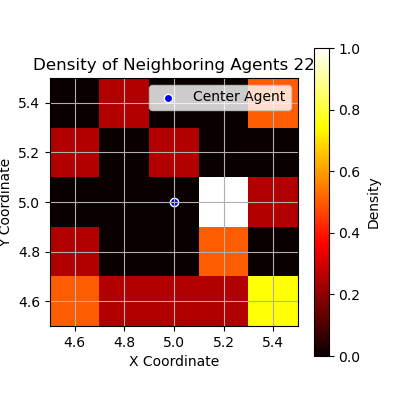 Density of Neighboring Agents 22
Center Agent
5.4
5.2
5.0
4.8
4.6
Y Coordinate
4.6 4.8 5.0 5.2 5.4
X Coordinate
1.0
0.8
0.6
0.4
0.2
0.0
Density